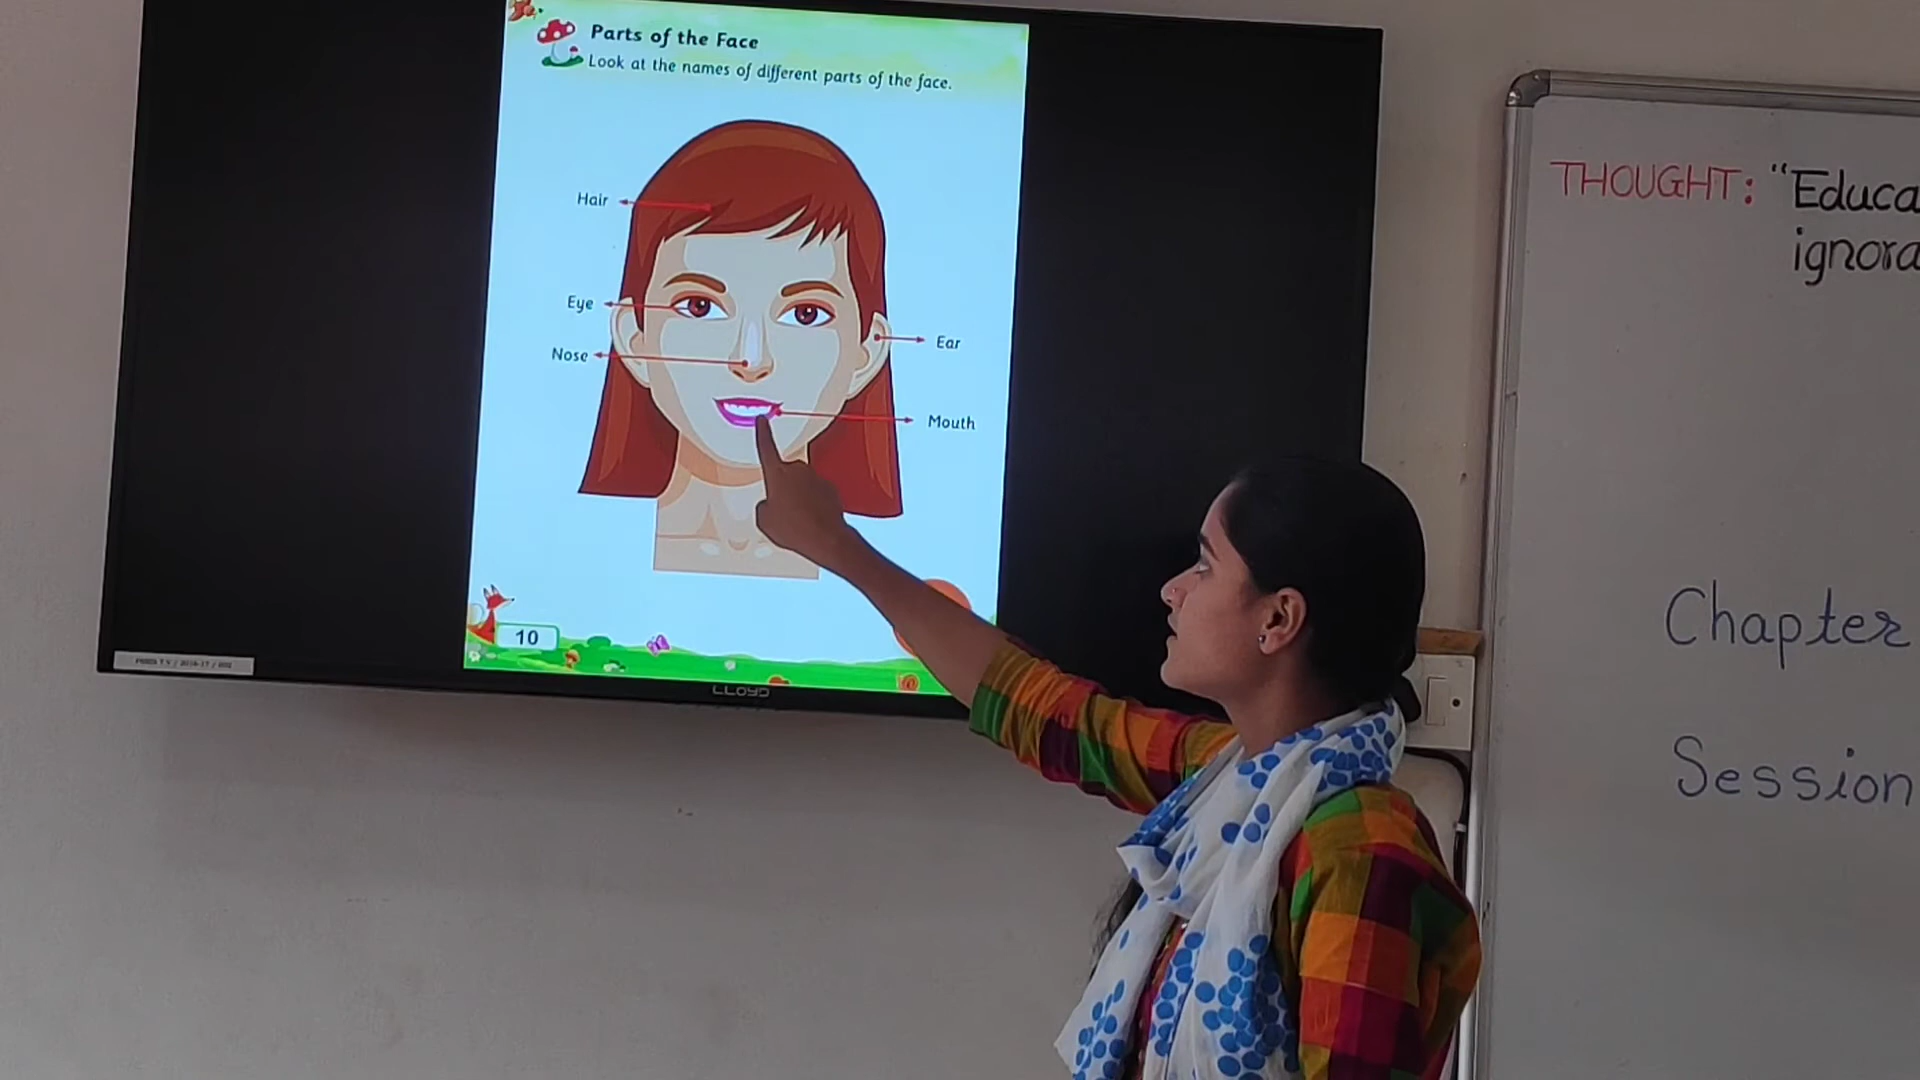 Parts of the Face
Look at the names of different parts of the face.
Hair
Eye
Nose
Ear
Mouth
10
LLOYD
THOUGHT: "Educa
ignora
Chapter
Session